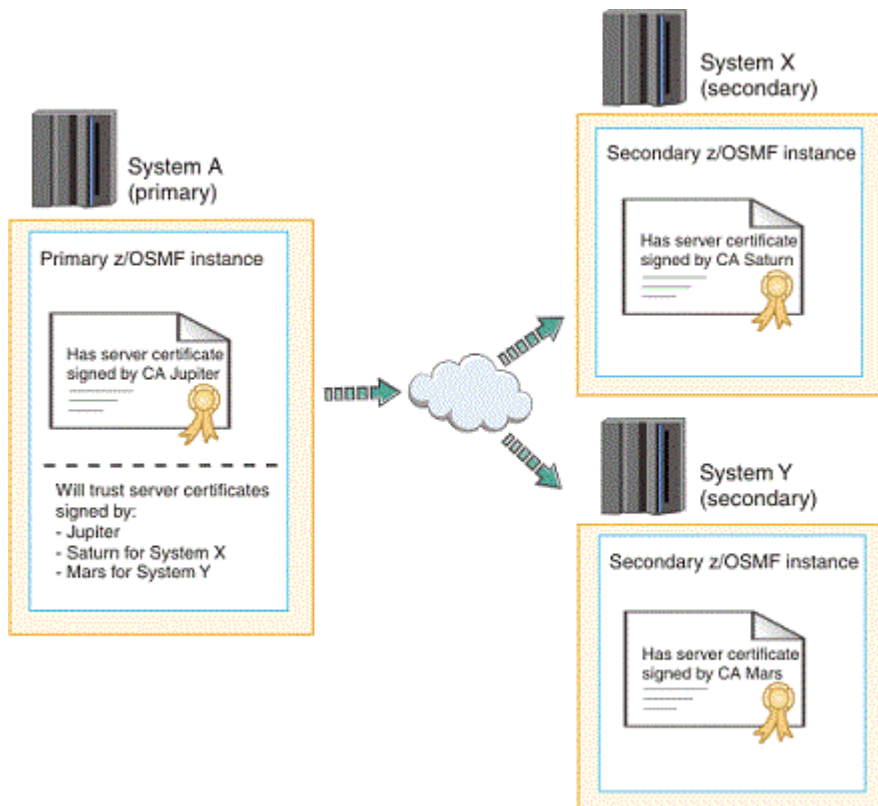 System A
(primary)
Primary z/OSMF instance
Has server certificate
signed by CA Jupiter
Will trust server certificates
signed by:
- Jupiter
- Saturn for System X
- Mars for System Y
System X
(secondary)
Secondary z/OSMF instance
Has server certificate
signed by CA Saturn
System Y
(secondary)
Secondary z/OSMF instance
Has server certificate
signed by CA Mars